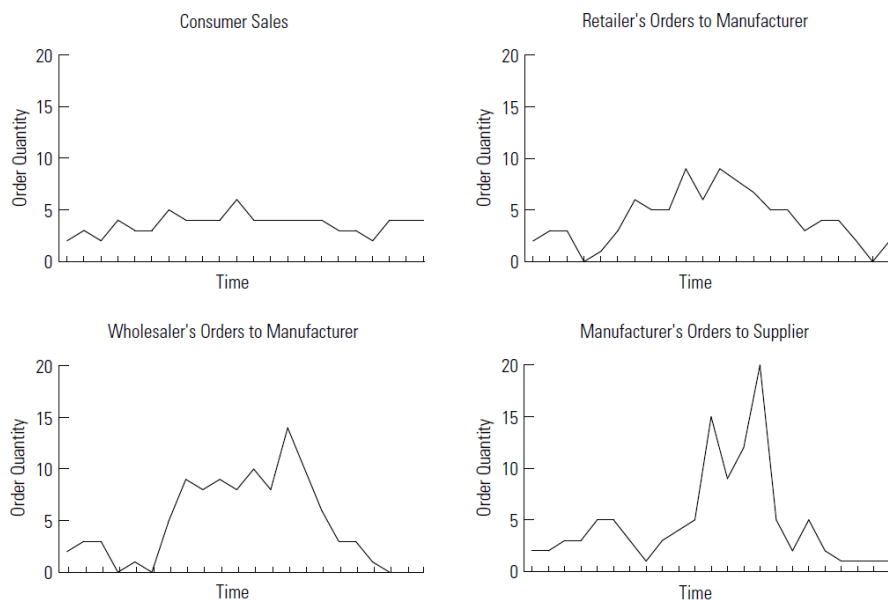 Consumer Sales
20
15
10
5
0
Order Quantity
Time
Retailer's Orders to Manufacturer
20
15
10
5
0
Order Quantity
Time
Wholesaler's Orders to Manufacturer
20
15
10
5
0
Order Quantity
Time
Manufacturer's Orders to Supplier
20
15
10
5
0
Order Quantity
Time